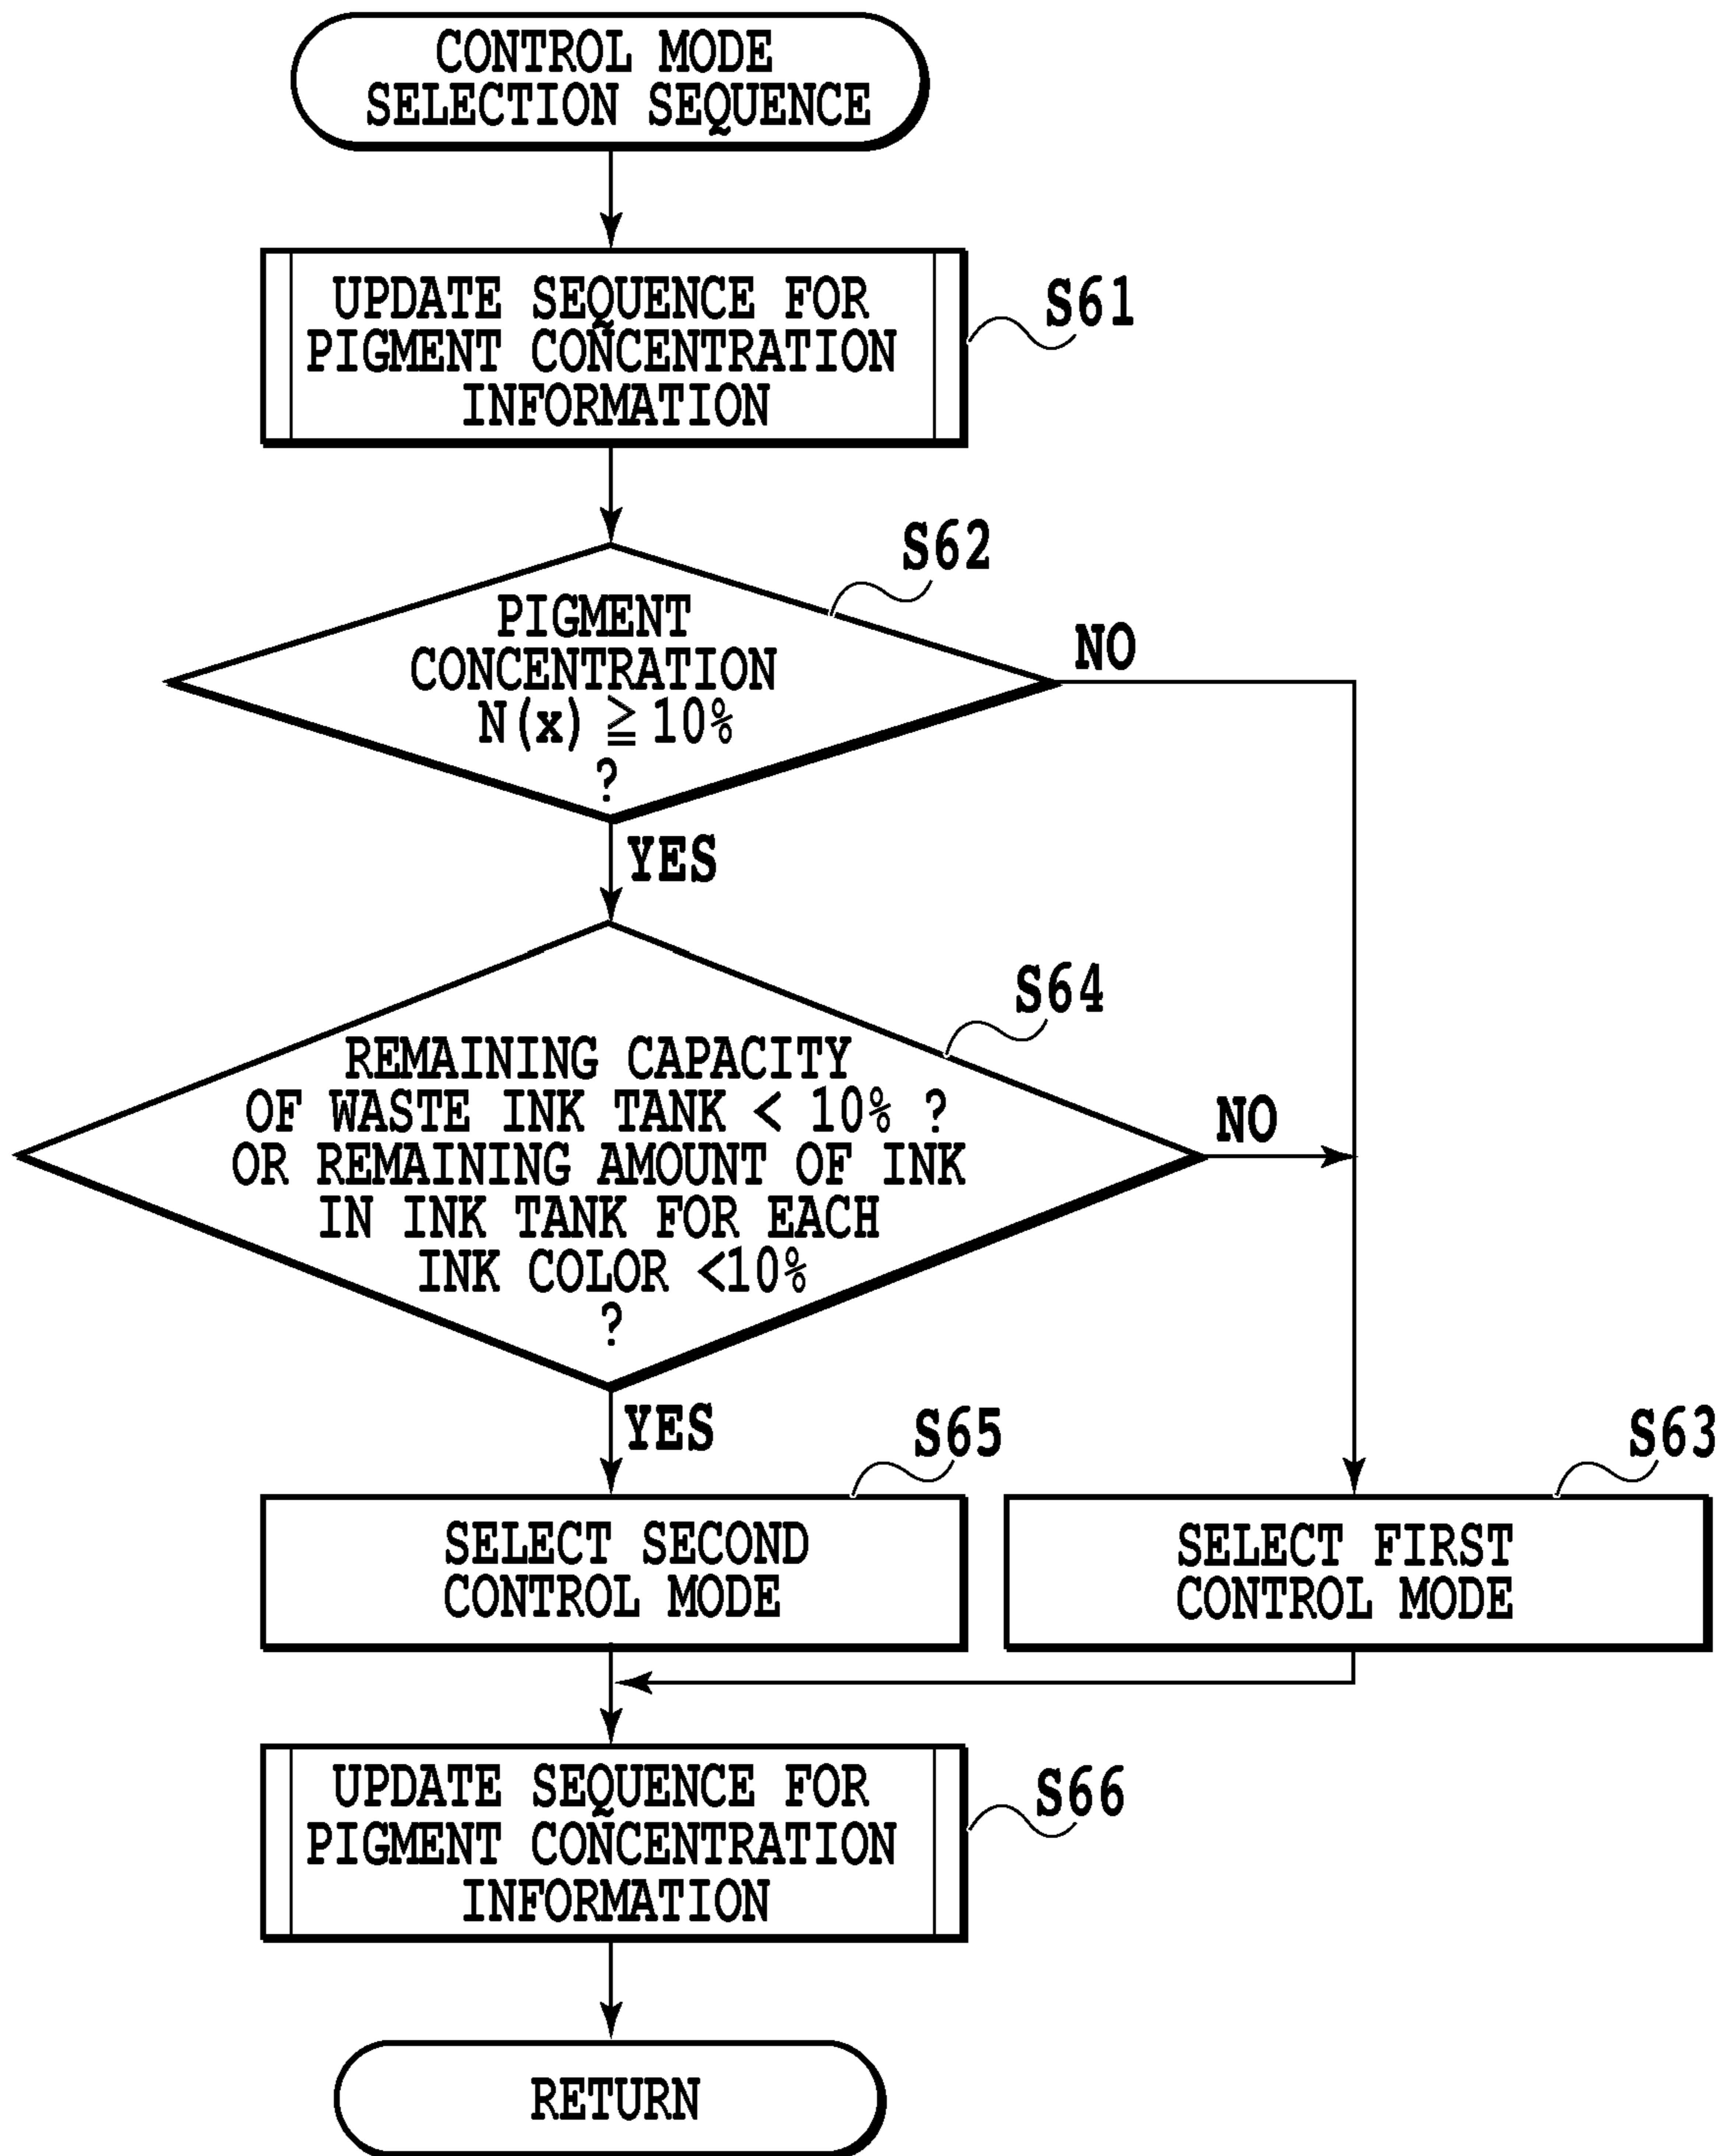 CONTROL MODE
SELECTION SEQUENCE
UPDATE SEQUENCE FOR
PIGMENT CONCENTRATION
INFORMATION
S61
S62
PIGMENT
CONCENTRATION
N(x) ≧ 10%
?
NO
YES
S64
REMAINING CAPACITY
OF WASTE INK TANK < 10% ?
OR REMAINING AMOUNT OF INK
IN INK TANK FOR EACH
INK COLOR <10%
?
NO
YES
S65
SELECT SECOND
CONTROL MODE
S63
SELECT FIRST
CONTROL MODE
UPDATE SEQUENCE FOR
PIGMENT CONCENTRATION
INFORMATION
S66
RETURN